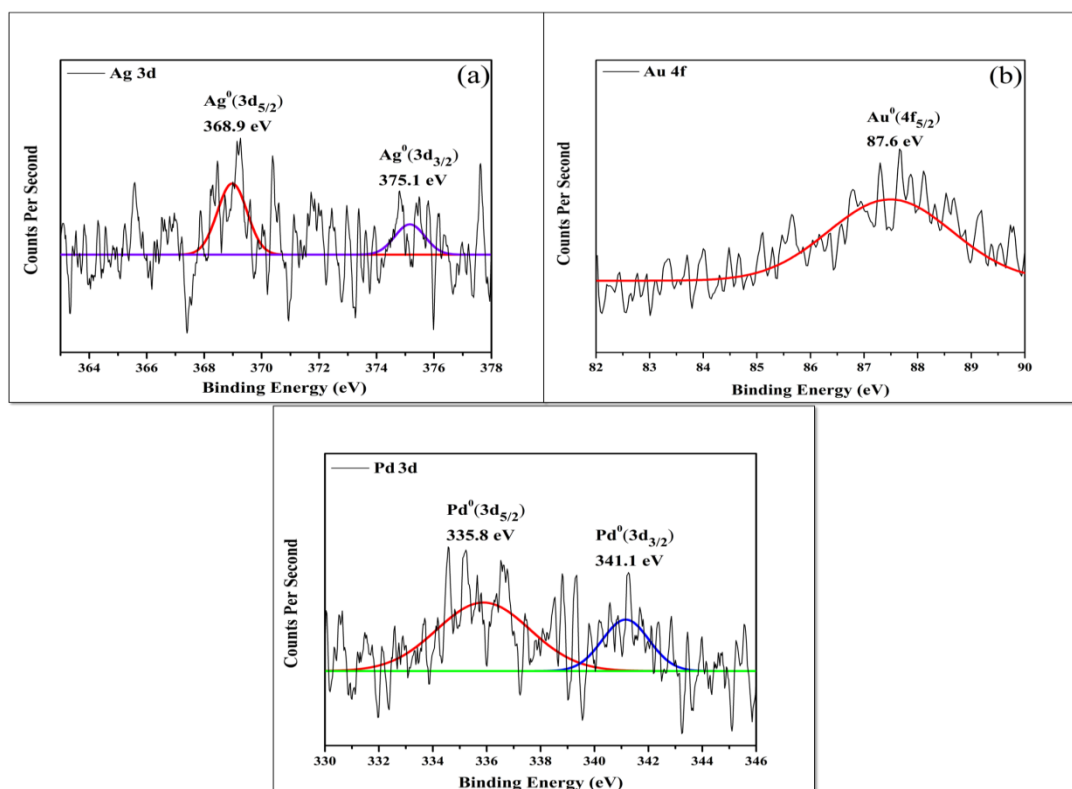 Ag 3d
(a)
Ag⁰(3d₅/₂)
368.9 eV
Ag⁰(3d₃/₂)
375.1 eV
Counts Per Second
364 366 368 370 372 374 376 378
Binding Energy (eV)
Au 4f
(b)
Au⁰(4f₅/₂)
87.6 eV
Counts Per Second
82 83 84 85 86 87 88 89 90
Binding Energy (eV)
Pd 3d
Pd⁰(3d₅/₂)
335.8 eV
Pd⁰(3d₃/₂)
341.1 eV
Counts Per Second
330 332 334 336 338 340 342 344 346
Binding Energy (eV)